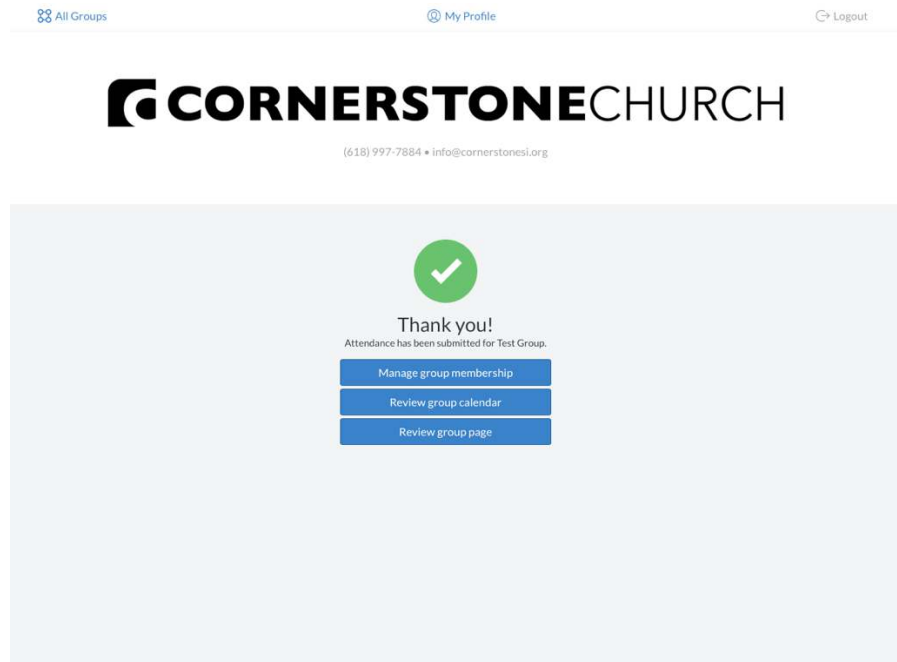 All Groups
My Profile
Logout
CORNERSTONECHURCH
(618) 997-7884 • info@cornerstonesi.org
Thank you!
Attendance has been submitted for Test Group.
Manage group membership
Review group calendar
Review group page